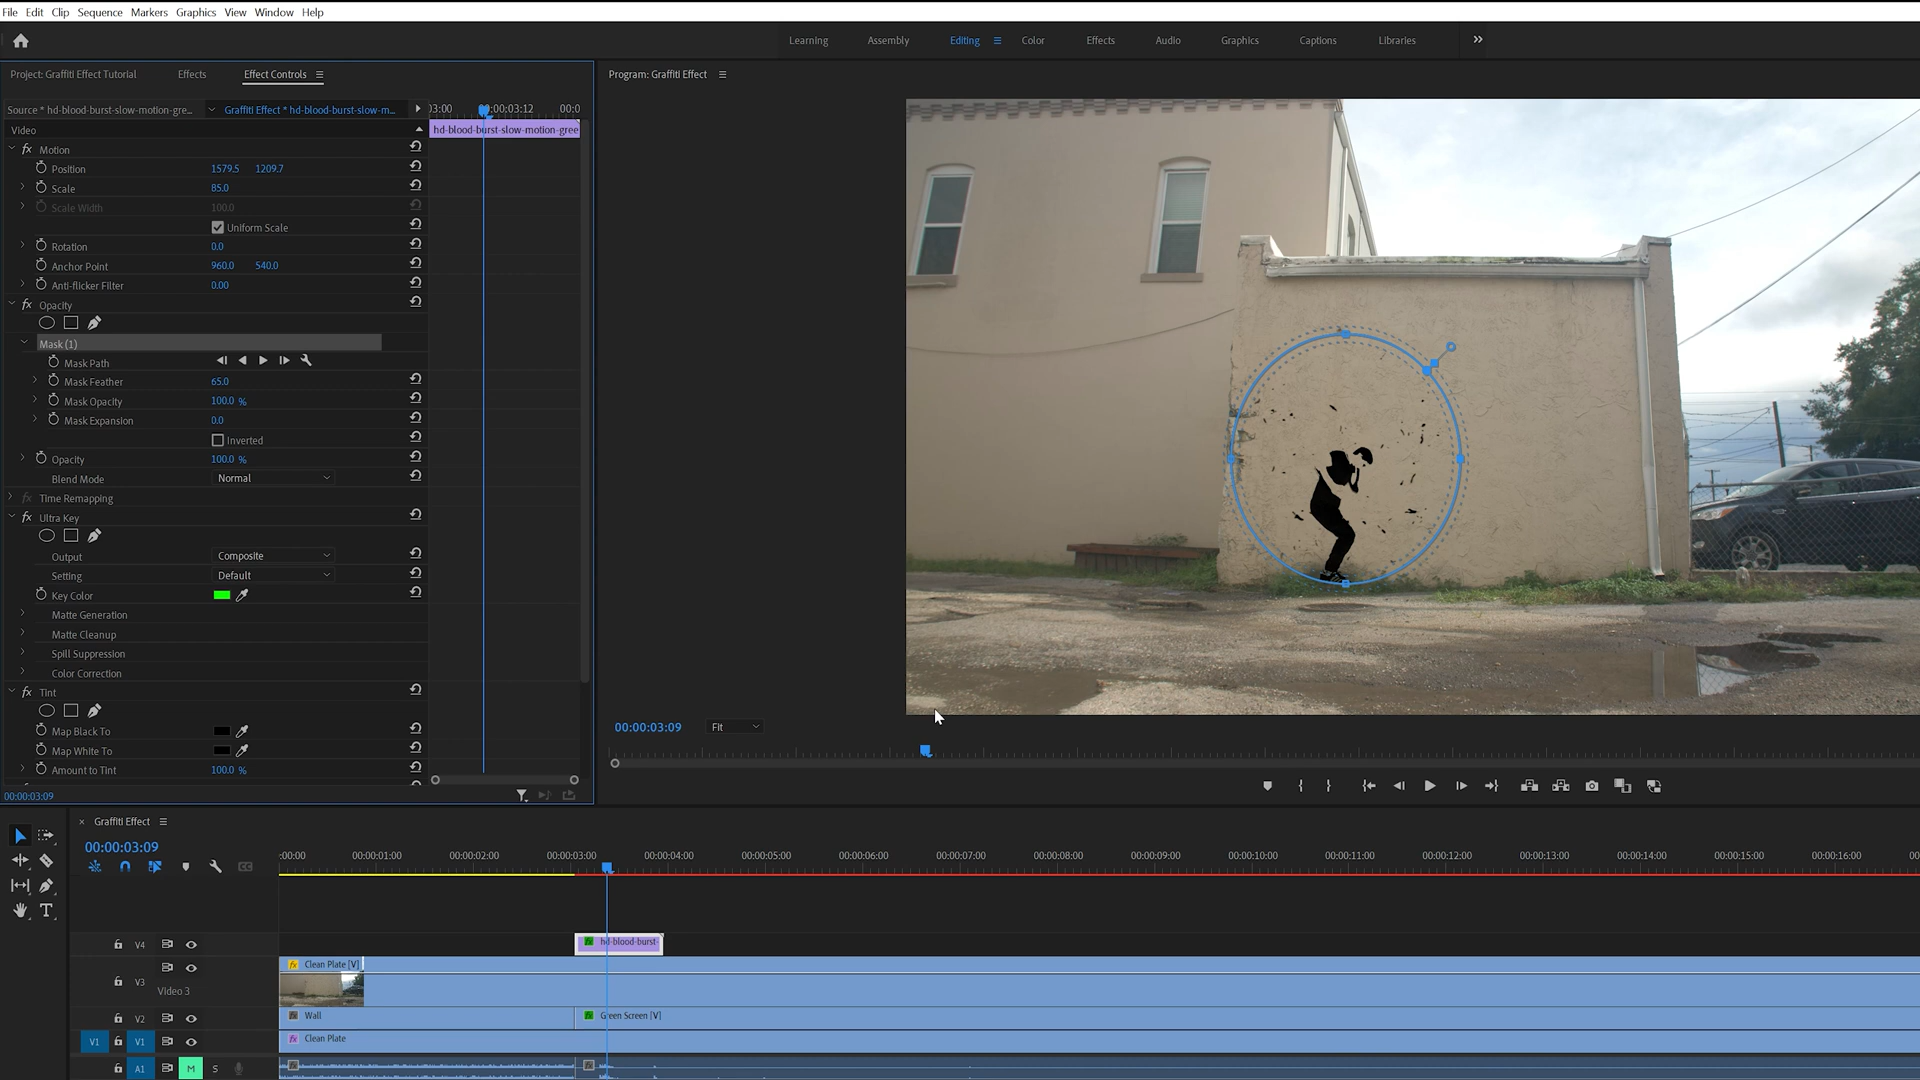 File Edit Clip Sequence Markers Graphics View Window Help
Learning Assembly Editing Color Effects Audio Graphics Captions Libraries
Project: Graffiti Effect Tutorial Effects Effect Controls
Program: Graffiti Effect
Source * hd-blood-burst-slow-motion-gre... Graffiti Effect * hd-blood-burst-slow-m...
:03:00 00:00:03:12 00:0
Video
hd-blood-burst-slow-motion-gree
fx Motion
Position 1579.5 1209.7
Scale 85.0
Scale Width 100.0
Uniform Scale
Rotation 0.0
Anchor Point 960.0 540.0
Anti-flicker Filter 0.00
fx Opacity
Mask (1)
Mask Path
Mask Feather 65.0
Mask Opacity 100.0 %
Mask Expansion 0.0
Inverted
Opacity 100.0 %
Blend Mode Normal
fx Time Remapping
fx Ultra Key
Output Composite
Setting Default
Key Color
Matte Generation
Matte Cleanup
Spill Suppression
Color Correction
fx Tint
Map Black To
Map White To
Amount to Tint 100.0 %
00:00:03:09
00:00:03:09 Fit
× Graffiti Effect
00:00:03:09
:00:00 00:00:01:00 00:00:02:00 00:00:03:00 00:00:04:00 00:00:05:00 00:00:06:00 00:00:07:00 00:00:08:00 00:00:09:00 00:00:10:00 00:00:11:00 00:00:12:00 00:00:13:00 00:00:14:00 00:00:15:00 00:00:16:00 00
V4 fx hd-blood-burst-
fx Clean Plate [V]
V3 Video 3
V2 Wall fx Green Screen [V]
V1 V1 fx Clean Plate
A1 M S